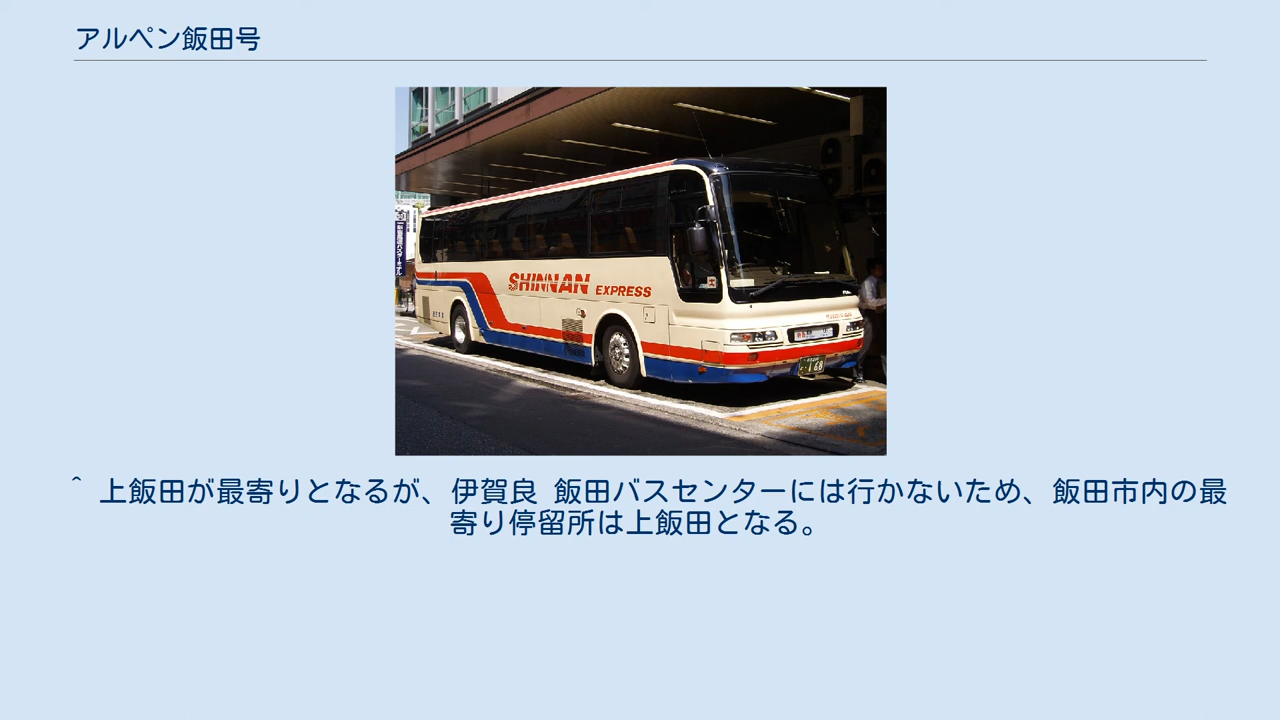 アルペン飯田号
SHINNAN EXPRESS
168
^ 上飯田が最寄りとなるが、伊賀良 飯田バスセンターには行かないため、飯田市内の最
寄り停留所は上飯田となる。